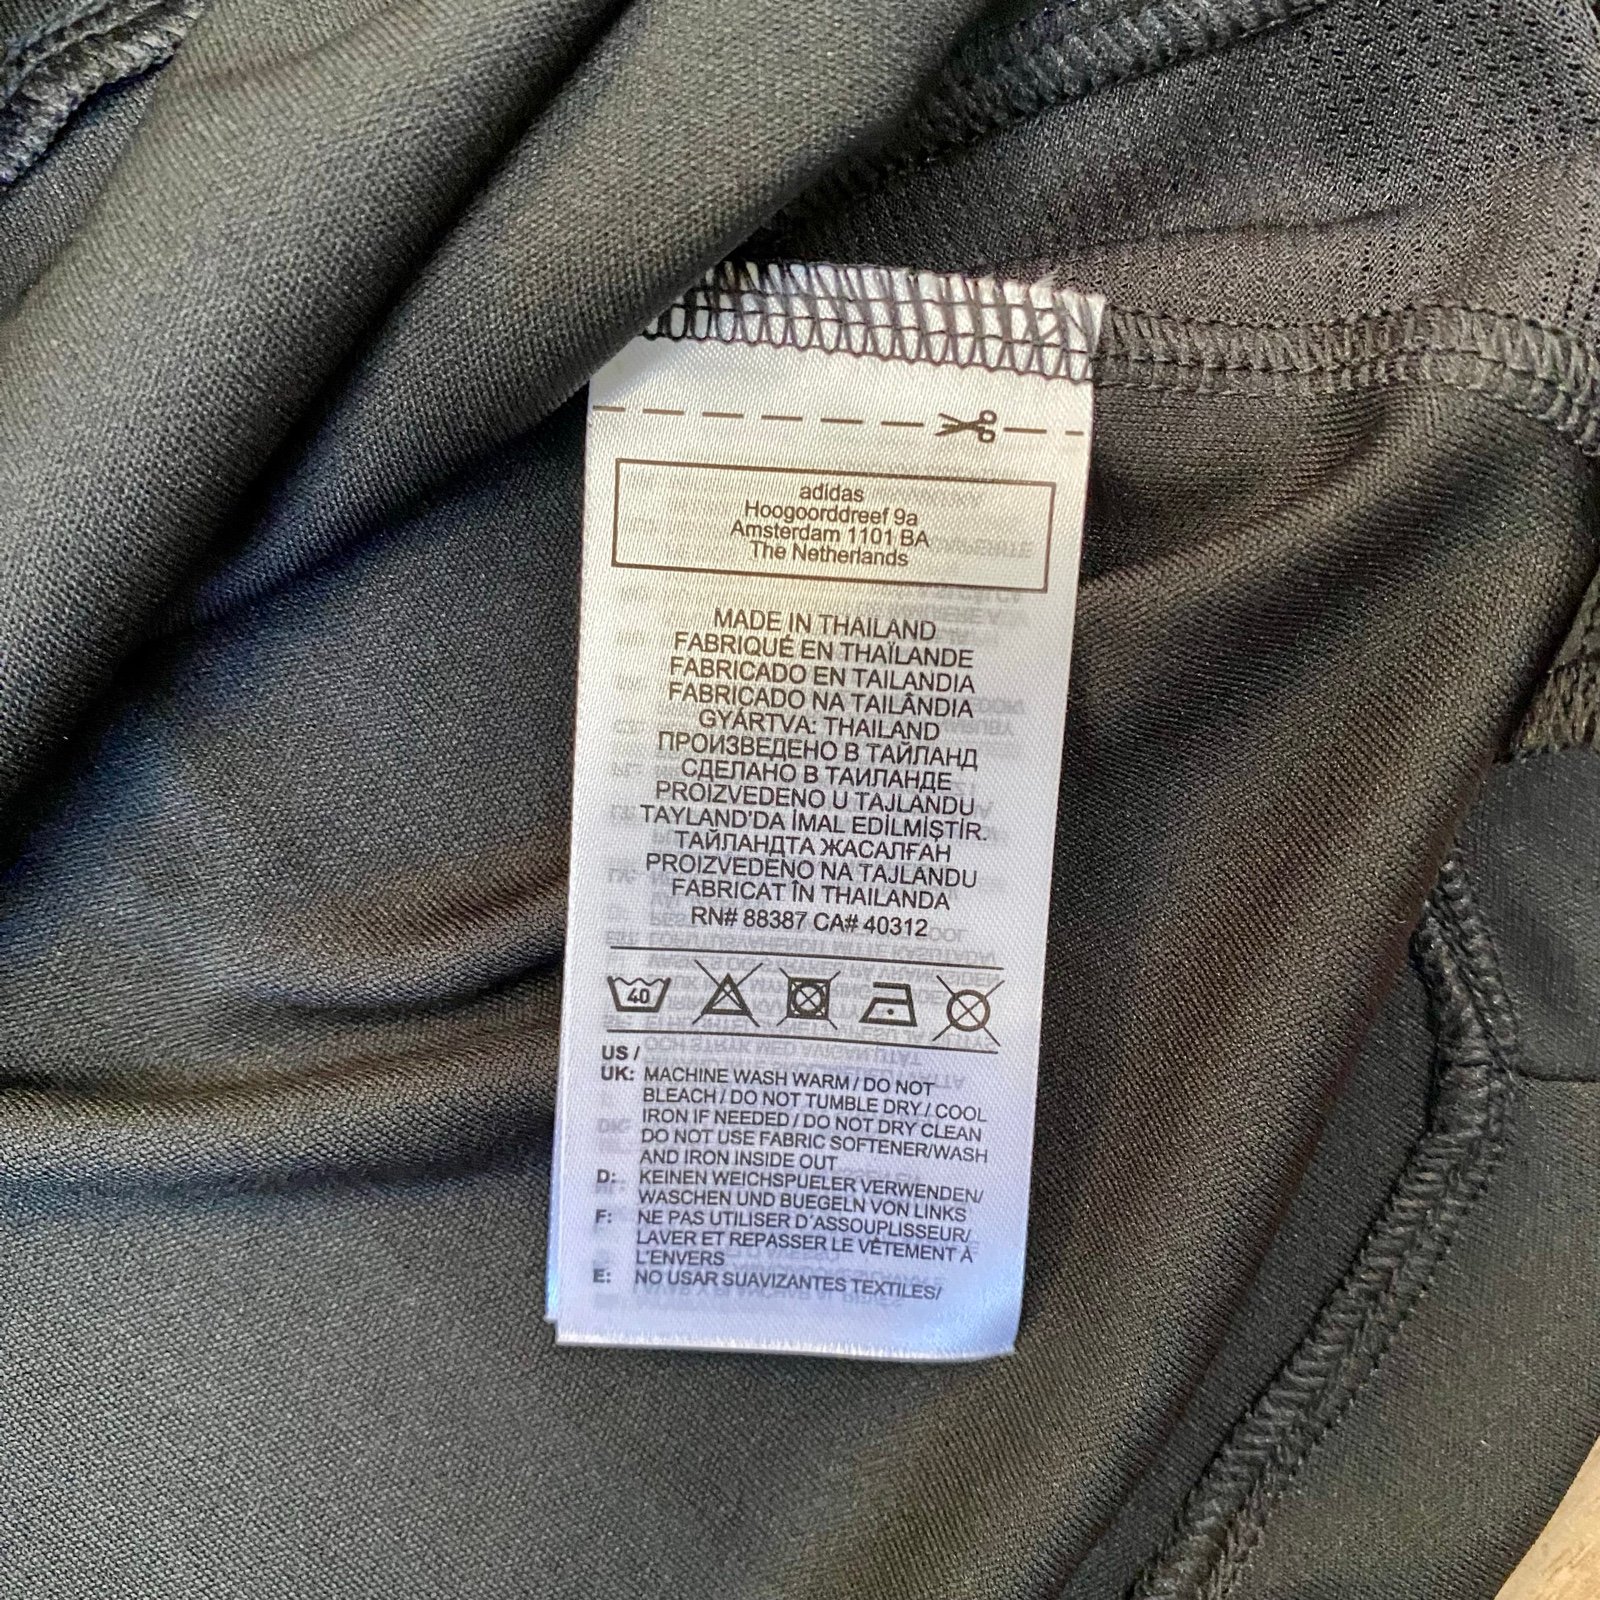 adidas
Hoogoorddreef 9a
Amsterdam 1101 BA
The Netherlands
MADE IN THAILAND
FABRIQUÉ EN THAÏLANDE
FABRICADO EN TAILANDIA
FABRICADO NA TAILÂNDIA
GYÁRTVA: THAILAND
ПРОИЗВЕДЕНО В ТАЙЛАНД
СДЕЛАНО В ТАИЛАНДЕ
PROIZVEDENO U TAJLANDU
TAYLAND'DA İMAL EDİLMİŞTİR.
ТАЙЛАНДТА ЖАСАЛҒАН
PROIZVEDENO NA TAJLANDU
FABRICAT ÎN THAILANDA
RN# 88387 CA# 40312
40
US /
UK: MACHINE WASH WARM / DO NOT
BLEACH / DO NOT TUMBLE DRY / COOL
IRON IF NEEDED / DO NOT DRY CLEAN
DO NOT USE FABRIC SOFTENER/WASH
AND IRON INSIDE OUT
D: KEINEN WEICHSPUELER VERWENDEN/
WASCHEN UND BUEGELN VON LINKS
F: NE PAS UTILISER D'ASSOUPLISSEUR/
LAVER ET REPASSER LE VÊTEMENT À
L'ENVERS
E: NO USAR SUAVIZANTES TEXTILES/